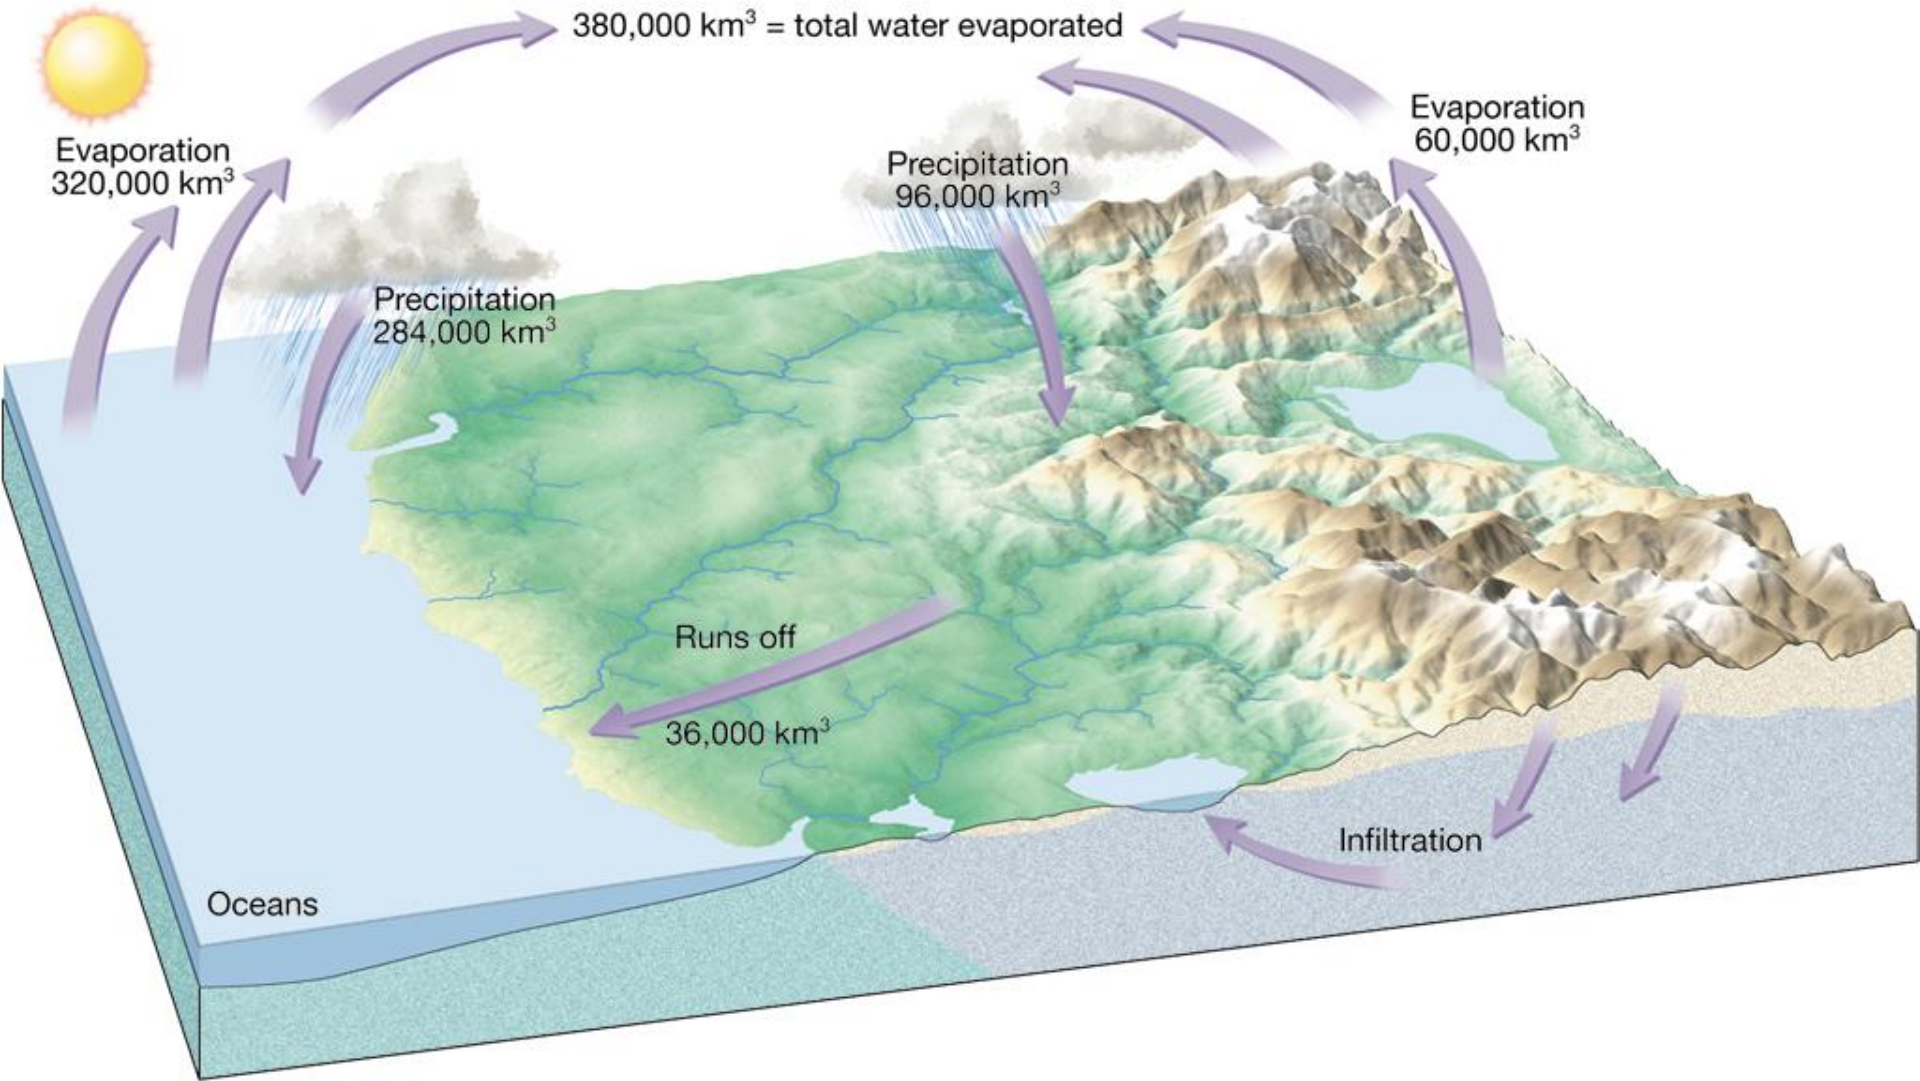 380,000 km³ = total water evaporated
Evaporation
320,000 km³
Evaporation
60,000 km³
Precipitation
96,000 km³
Precipitation
284,000 km³
Runs off
36,000 km³
Infiltration
Oceans